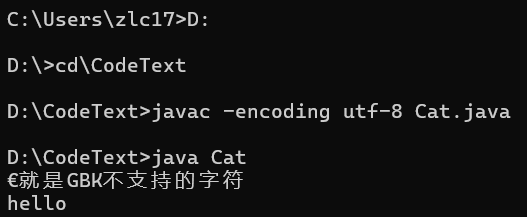 C:\Users\zlc17>D:
D:\>cd\CodeText
D:\CodeText>javac -encoding utf-8 Cat.java
D:\CodeText>java Cat
€就是GBK不支持的字符
hello